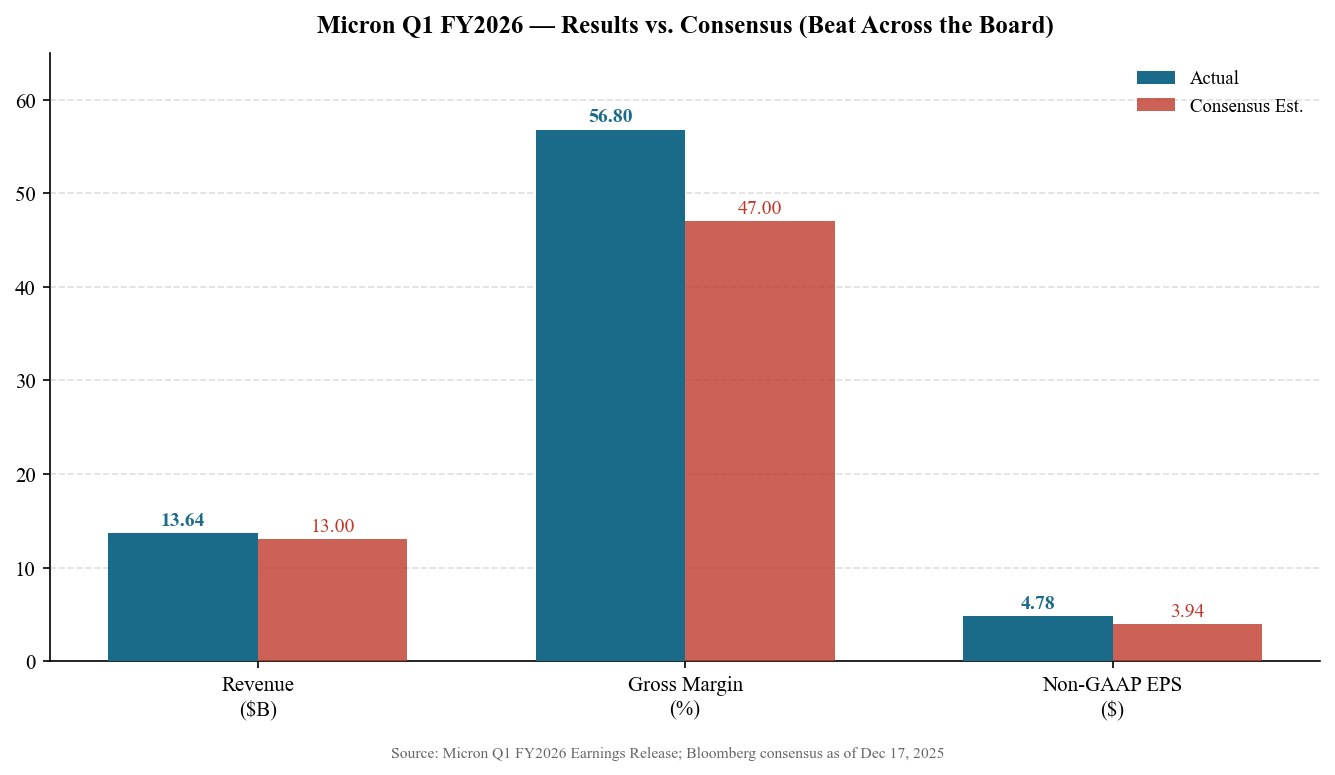 Micron Q1 FY2026 — Results vs. Consensus (Beat Across the Board)
Actual
Consensus Est.
60
50
40
30
20
10
0
56.80
47.00
13.64
13.00
4.78
3.94
Revenue
($B)
Gross Margin
(%)
Non-GAAP EPS
($)
Source: Micron Q1 FY2026 Earnings Release; Bloomberg consensus as of Dec 17, 2025